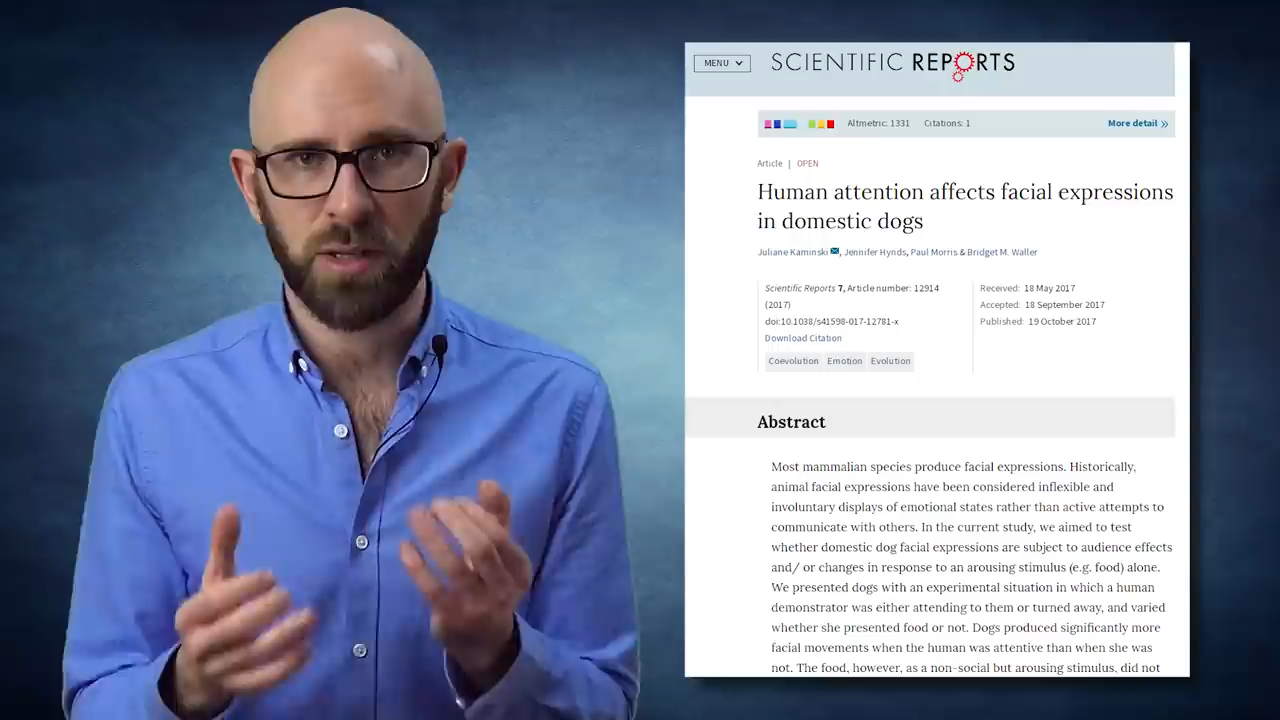 MENU
SCIENTIFIC REPORTS
Altmetric: 1331 Citations: 1 More detail »
Article | OPEN
Human attention affects facial expressions
in domestic dogs
Juliane Kaminski, Jennifer Hynds, Paul Morris & Bridget M. Waller
Scientific Reports 7, Article number: 12914
(2017)
doi:10.1038/s41598-017-12781-x
Download Citation
Coevolution Emotion Evolution
Received: 18 May 2017
Accepted: 18 September 2017
Published: 19 October 2017
Abstract
Most mammalian species produce facial expressions. Historically,
animal facial expressions have been considered inflexible and
involuntary displays of emotional states rather than active attempts to
communicate with others. In the current study, we aimed to test
whether domestic dog facial expressions are subject to audience effects
and/ or changes in response to an arousing stimulus (e.g. food) alone.
We presented dogs with an experimental situation in which a human
demonstrator was either attending to them or turned away, and varied
whether she presented food or not. Dogs produced significantly more
facial movements when the human was attentive than when she was
not. The food, however, as a non-social but arousing stimulus, did not